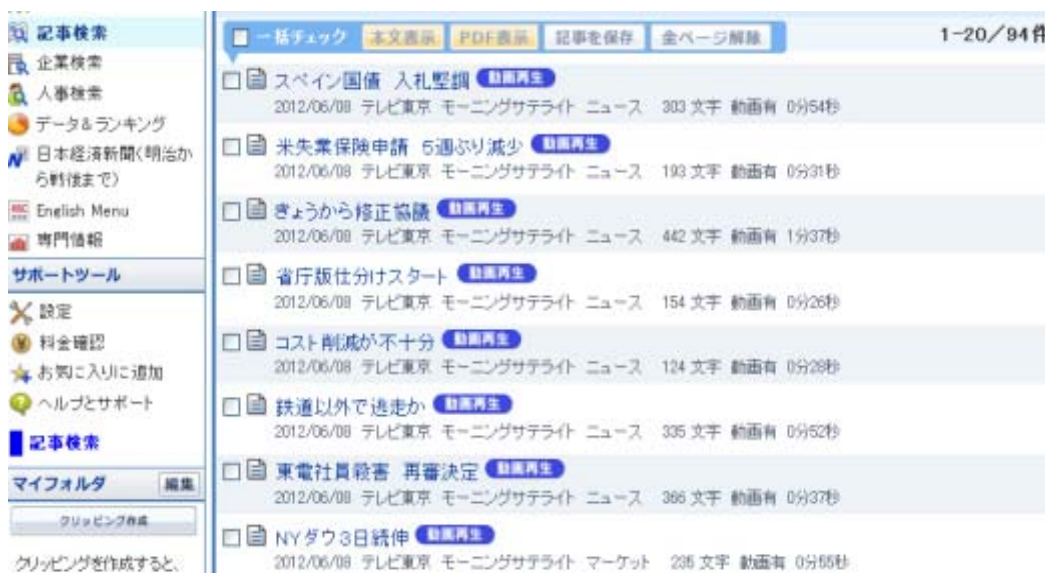 記事検索
企業検索
人事検索
データ&ランキング
日本経済新聞(明治か
ら戦後まで)
English Menu
専門情報
サポートツール
設定
料金確認
お気に入りに追加
ヘルプとサポート
記事検索
マイフォルダ 編集
クリッピング作成
クリッピングを作成すると、
一括チェック 本文表示 PDF表示 記事を保存 全ページ解除 1-20/94件
スペイン国債 入札堅調 動画再生
2012/06/08 テレビ東京 モーニングサテライト ニュース 303 文字 動画有 0分54秒
米失業保険申請 5週ぶり減少 動画再生
2012/06/08 テレビ東京 モーニングサテライト ニュース 193 文字 動画有 0分31秒
きょうから修正協議 動画再生
2012/06/08 テレビ東京 モーニングサテライト ニュース 442 文字 動画有 1分37秒
省庁版仕分けスタート 動画再生
2012/06/08 テレビ東京 モーニングサテライト ニュース 154 文字 動画有 0分26秒
コスト削減が不十分 動画再生
2012/06/08 テレビ東京 モーニングサテライト ニュース 124 文字 動画有 0分28秒
鉄道以外で逃走か 動画再生
2012/06/08 テレビ東京 モーニングサテライト ニュース 335 文字 動画有 0分52秒
東電社員殺害 再審決定 動画再生
2012/06/08 テレビ東京 モーニングサテライト ニュース 366 文字 動画有 0分37秒
NYダウ3日続伸 動画再生
2012/06/08 テレビ東京 モーニングサテライト マーケット 235 文字 動画有 0分55秒